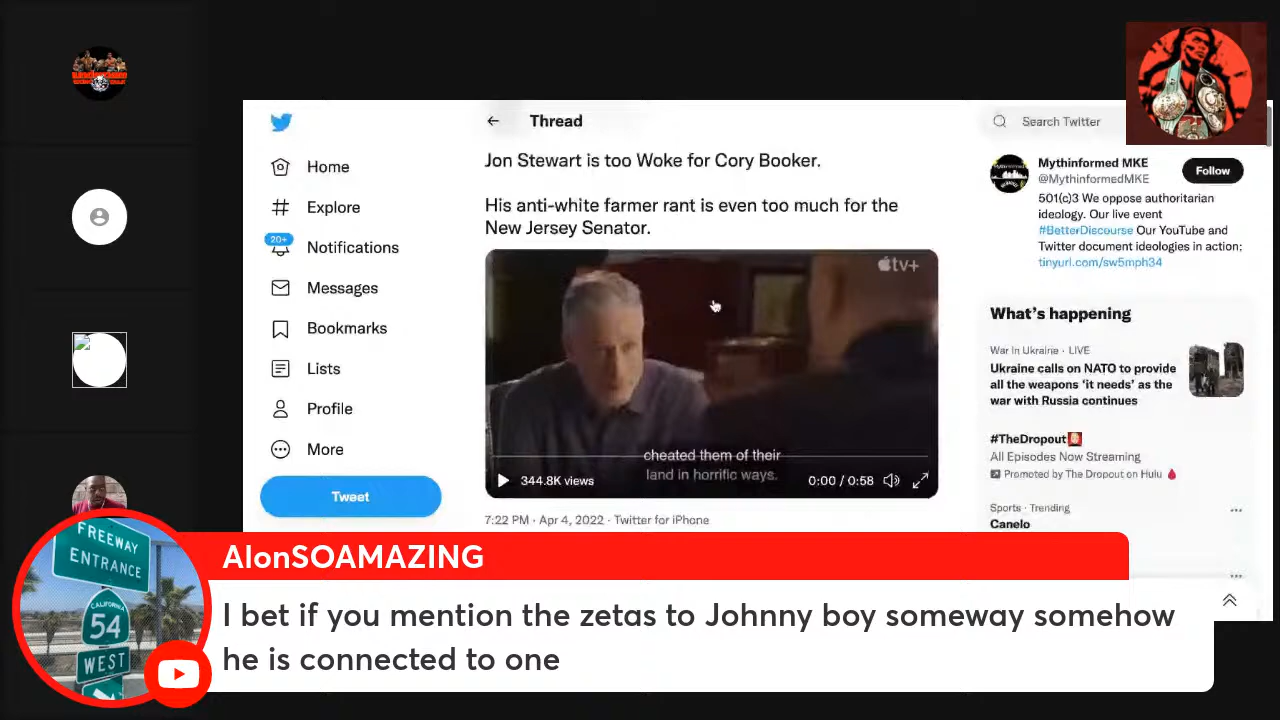 Thread
Search Twitter
Home
Explore
20+
Notifications
Messages
Bookmarks
Lists
Profile
More
Tweet
Jon Stewart is too Woke for Cory Booker.
His anti-white farmer rant is even too much for the
New Jersey Senator.
tv+
cheated them of their
land in horrific ways.
344.8K views
0:00 / 0:58
7:22 PM · Apr 4, 2022 · Twitter for iPhone
Mythinformed MKE
@MythinformedMKE
Follow
501(c)3 We oppose authoritarian
ideology. Our live event
#BetterDiscourse Our YouTube and
Twitter document ideologies in action;
tinyurl.com/sw5mph34
What's happening
War in Ukraine · LIVE
Ukraine calls on NATO to provide
all the weapons 'it needs' as the
war with Russia continues
#TheDropout
All Episodes Now Streaming
Promoted by The Dropout on Hulu
Sports · Trending
Canelo
FREEWAY
ENTRANCE
CALIFORNIA
54
WEST
AlonSOAMAZING
I bet if you mention the zetas to Johnny boy someway somehow
he is connected to one